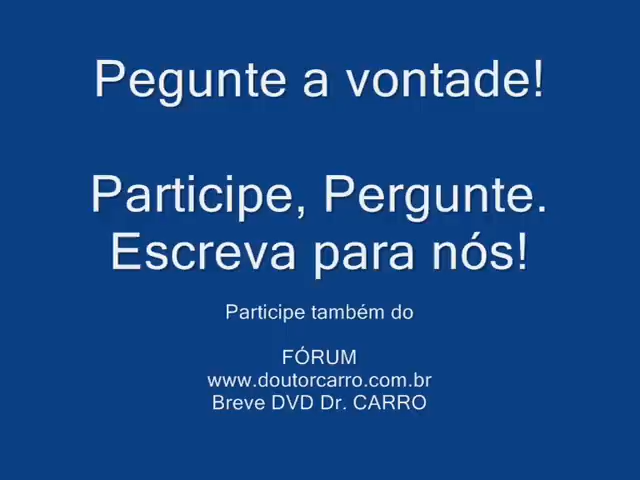 Pegunte a vontade!
Participe, Pergunte.
Escreva para nós!
Participe também do
FÓRUM
www.doutorcarro.com.br
Breve DVD Dr. CARRO